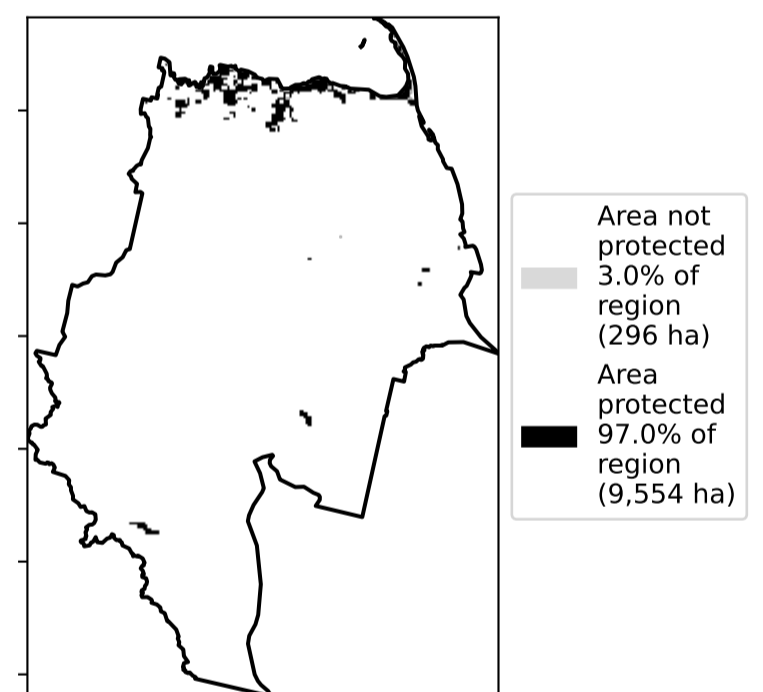 Area not
protected
3.0% of
region
(296 ha)
Area
protected
97.0% of
region
(9,554 ha)